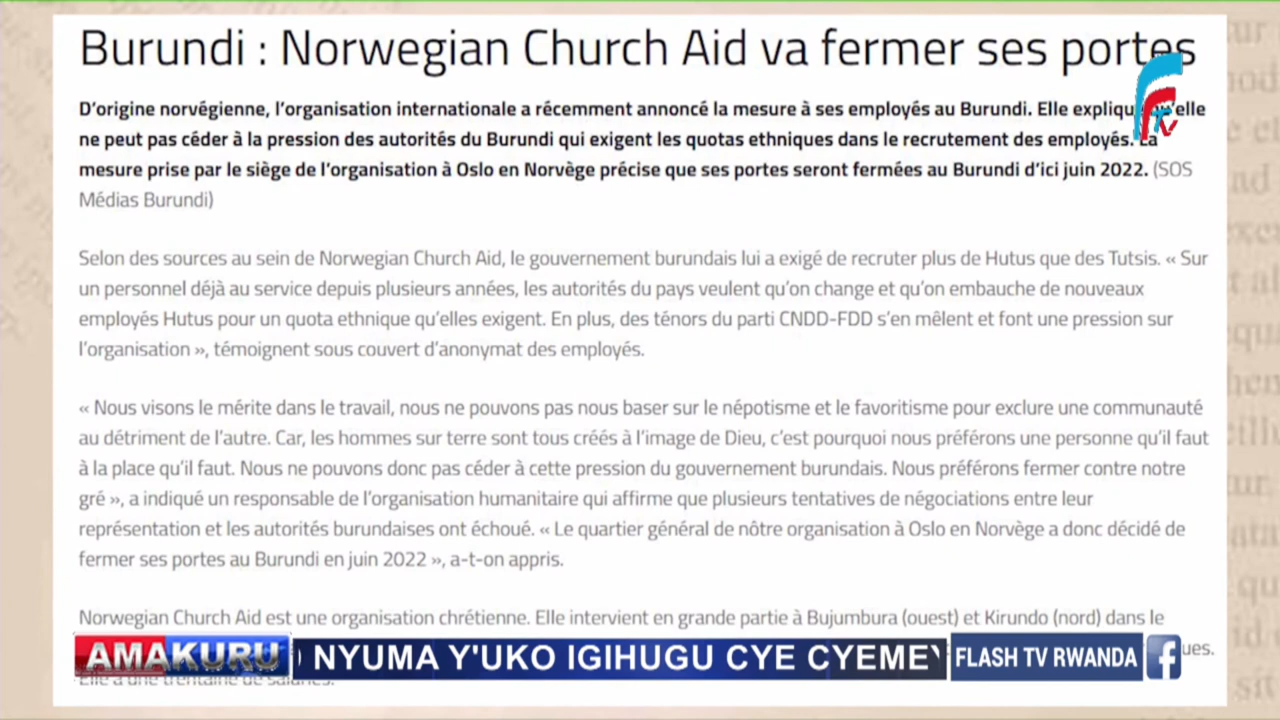 Burundi : Norwegian Church Aid va fermer ses portes
D'origine norvégienne, l'organisation internationale a récemment annoncé la mesure à ses employés au Burundi. Elle explique qu'elle
ne peut pas céder à la pression des autorités du Burundi qui exigent les quotas ethniques dans le recrutement des employés. La
mesure prise par le siège de l'organisation à Oslo en Norvège précise que ses portes seront fermées au Burundi d'ici juin 2022. (SOS
Médias Burundi)
Selon des sources au sein de Norwegian Church Aid, le gouvernement burundais lui a exigé de recruter plus de Hutus que des Tutsis. « Sur
un personnel déjà au service depuis plusieurs années, les autorités du pays veulent qu'on change et qu'on embauche de nouveaux
employés Hutus pour un quota ethnique qu'elles exigent. En plus, des ténors du parti CNDD-FDD s'en mêlent et font une pression sur
l'organisation », témoignent sous couvert d'anonymat des employés.
« Nous visons le mérite dans le travail, nous ne pouvons pas nous baser sur le népotisme et le favoritisme pour exclure une communauté
au détriment de l'autre. Car, les hommes sur terre sont tous créés à l'image de Dieu, c'est pourquoi nous préférons une personne qu'il faut
à la place qu'il faut. Nous ne pouvons donc pas céder à cette pression du gouvernement burundais. Nous préférons fermer contre notre
gré », a indiqué un responsable de l'organisation humanitaire qui affirme que plusieurs tentatives de négociations entre leur
représentation et les autorités burundaises ont échoué. « Le quartier général de nôtre organisation à Oslo en Norvège a donc décidé de
fermer ses portes au Burundi en juin 2022 », a-t-on appris.
Norwegian Church Aid est une organisation chrétienne. Elle intervient en grande partie à Bujumbura (ouest) et Kirundo (nord) dans le
ues.
Elle a une trentaine de salariés.
tv
AMAKURU
) NYUMA Y'UKO IGIHUGU CYE CYEMEY
FLASH TV RWANDA
f